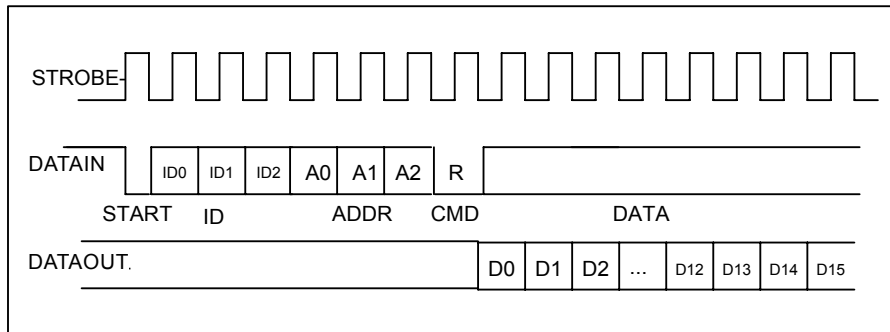 STROBE-
DATAIN ID0 ID1 ID2 A0 A1 A2 R
START ID ADDR CMD DATA
DATAOUT. D0 D1 D2 ... D12 D13 D14 D15